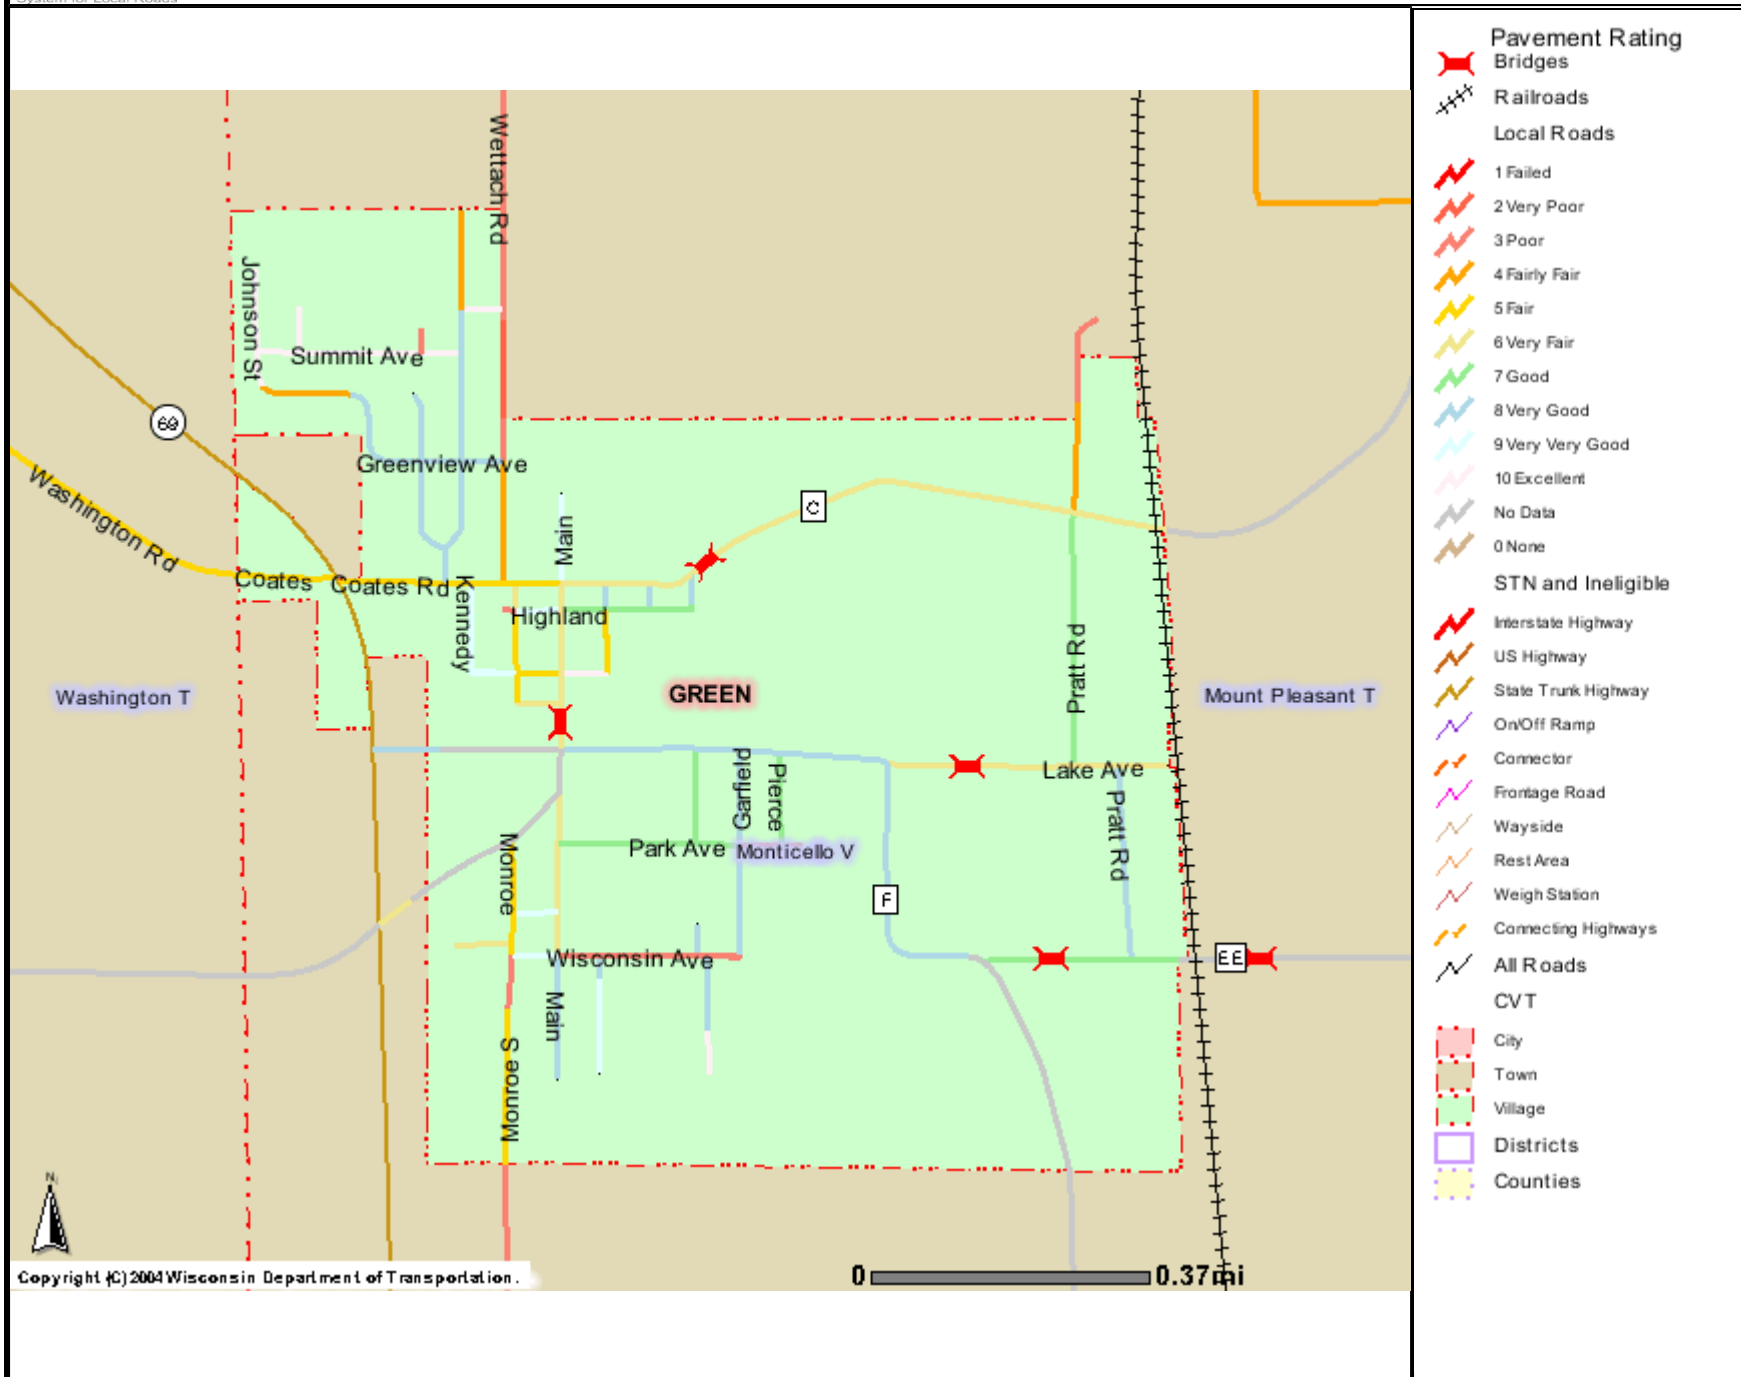 System for Local Roads
Wettach Rd
Johnson St
Summit Ave
69
Greenview Ave
Washington Rd
Main
C
Coates
Coates Rd
Kennedy
Highland
Pratt Rd
Washington T
GREEN
Mount Pleasant T
Lake Ave
Garfield
Pierce
Pratt Rd
Monroe
Park Ave
Monticello V
F
Wisconsin Ave
EE
Main
Monroe S
N
Copyright (C) 2004 Wisconsin Department of Transportation.
0
0.37mi
Pavement Rating
Bridges
Railroads
Local Roads
1 Failed
2 Very Poor
3 Poor
4 Fairly Fair
5 Fair
6 Very Fair
7 Good
8 Very Good
9 Very Very Good
10 Excellent
No Data
0 None
STN and Ineligible
Interstate Highway
US Highway
State Trunk Highway
On/Off Ramp
Connector
Frontage Road
Wayside
Rest Area
Weigh Station
Connecting Highways
All Roads
CVT
City
Town
Village
Districts
Counties